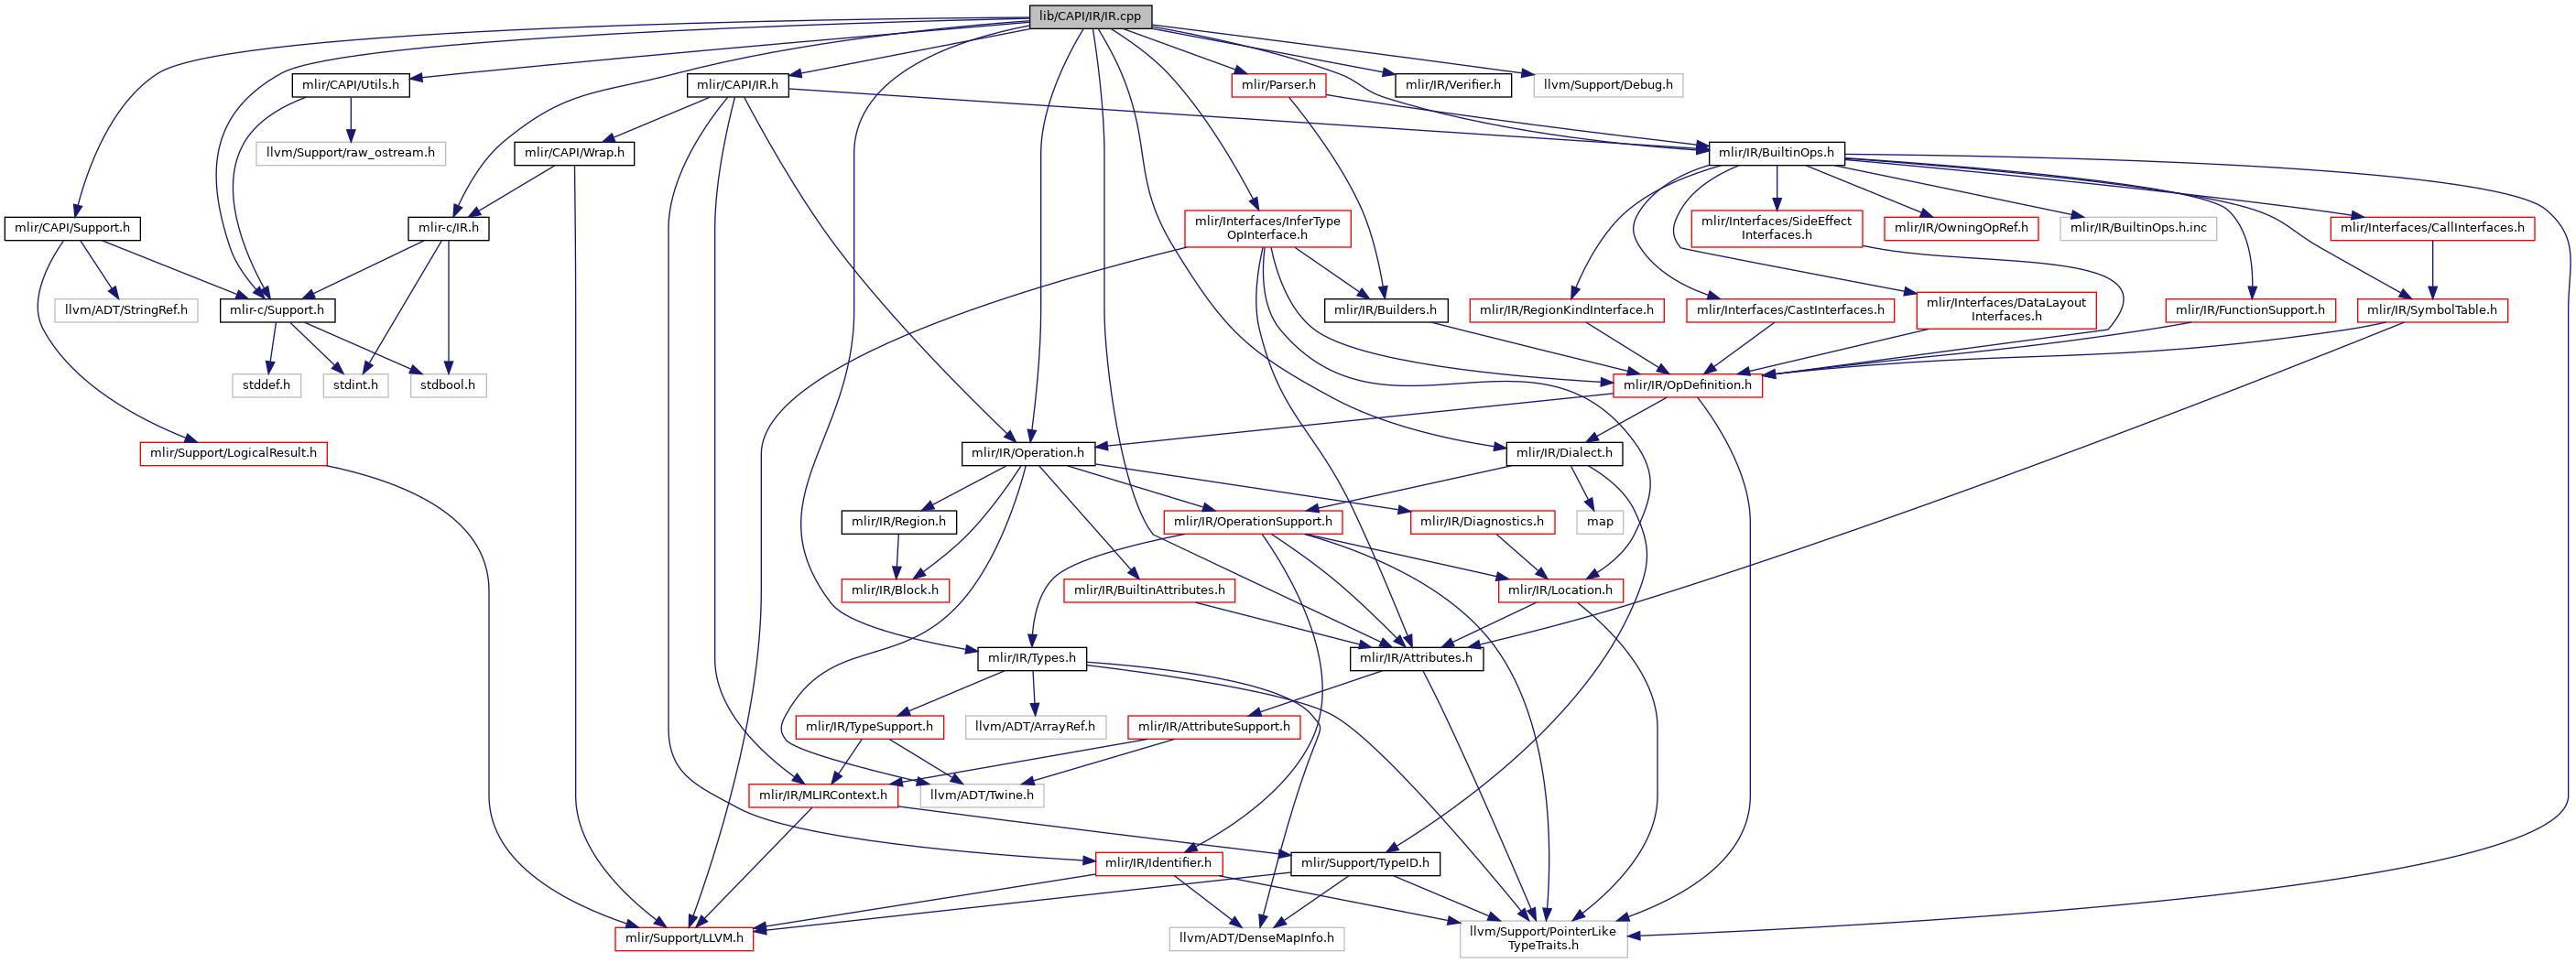 lib/CAPI/IR/IR.cpp
mlir/CAPI/Utils.h
mlir/CAPI/IR.h
mlir/Parser.h
mlir/IR/Verifier.h
llvm/Support/Debug.h
llvm/Support/raw_ostream.h
mlir/CAPI/Wrap.h
mlir/IR/BuiltinOps.h
mlir/CAPI/Support.h
mlir-c/IR.h
mlir/Interfaces/InferType
OpInterface.h
mlir/Interfaces/SideEffect
Interfaces.h
mlir/IR/OwningOpRef.h
mlir/IR/BuiltinOps.h.inc
mlir/Interfaces/CallInterfaces.h
llvm/ADT/StringRef.h
mlir-c/Support.h
mlir/IR/Builders.h
mlir/IR/RegionKindInterface.h
mlir/Interfaces/CastInterfaces.h
mlir/Interfaces/DataLayout
Interfaces.h
mlir/IR/FunctionSupport.h
mlir/IR/SymbolTable.h
stddef.h
stdint.h
stdbool.h
mlir/IR/OpDefinition.h
mlir/Support/LogicalResult.h
mlir/IR/Operation.h
mlir/IR/Dialect.h
mlir/IR/Region.h
mlir/IR/OperationSupport.h
mlir/IR/Diagnostics.h
map
mlir/IR/Block.h
mlir/IR/BuiltinAttributes.h
mlir/IR/Location.h
mlir/IR/Types.h
mlir/IR/Attributes.h
mlir/IR/TypeSupport.h
llvm/ADT/ArrayRef.h
mlir/IR/AttributeSupport.h
mlir/IR/MLIRContext.h
llvm/ADT/Twine.h
mlir/IR/Identifier.h
mlir/Support/TypeID.h
mlir/Support/LLVM.h
llvm/ADT/DenseMapInfo.h
llvm/Support/PointerLike
TypeTraits.h